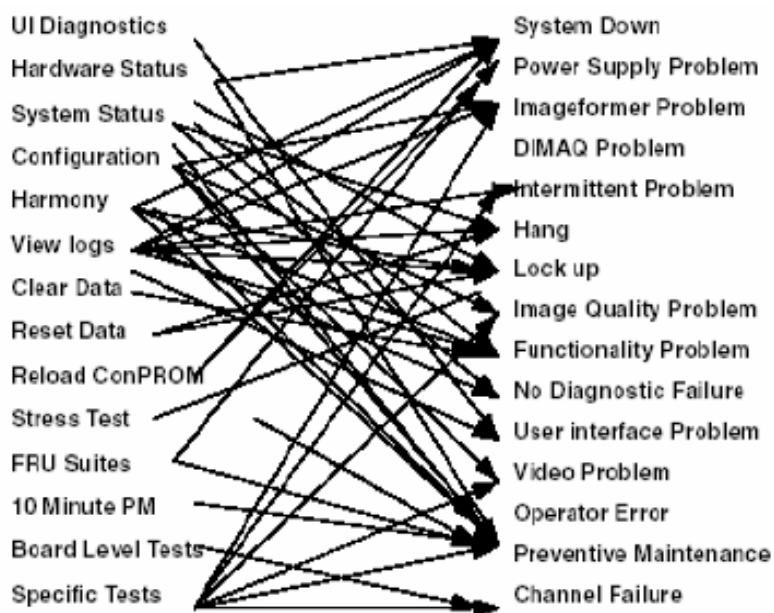 UI Diagnostics
Hardware Status
System Status
Configuration
Harmony
View logs
Clear Data
Reset Data
Reload ConPROM
Stress Test
FRU Suites
10 Minute PM
Board Level Tests
Specific Tests
System Down
Power Supply Problem
Imageformer Problem
DIMAQ Problem
Intermittent Problem
Hang
Lock up
Image Quality Problem
Functionality Problem
No Diagnostic Failure
User interface Problem
Video Problem
Operator Error
Preventive Maintenance
Channel Failure